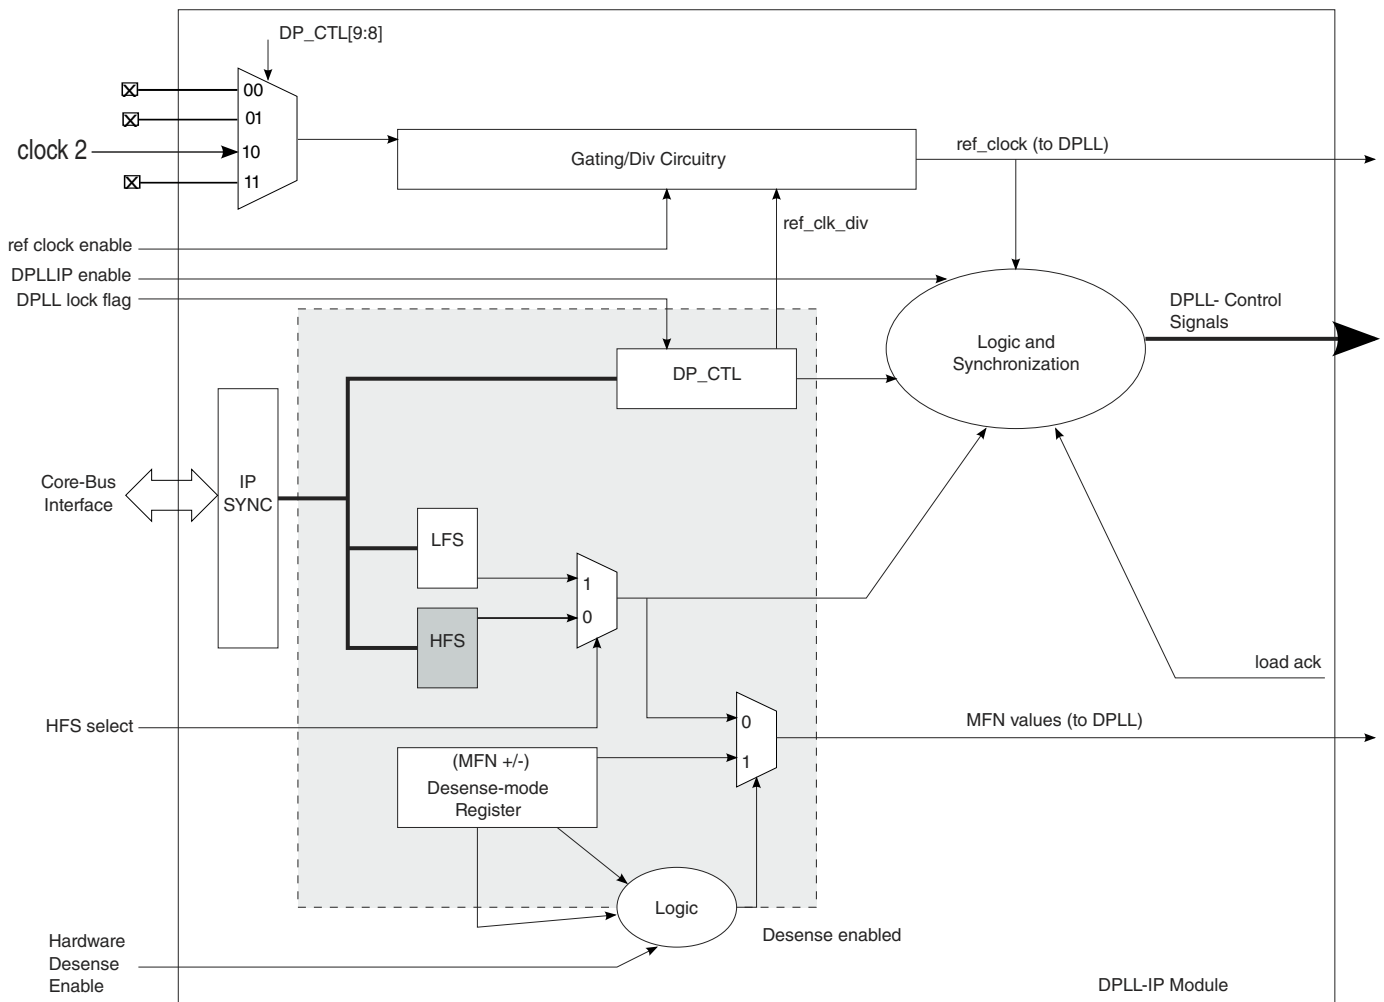 DP_CTL[9:8]
00
01
clock 2
10
11
Gating/Div Circuitry
ref_clock (to DPLL)
ref_clk_div
ref clock enable
DPLLIP enable
DPLL lock flag
DP_CTL
Logic and
Synchronization
DPLL- Control
Signals
Core-Bus
Interface
IP
SYNC
LFS
HFS
1
0
load ack
HFS select
0
1
MFN values (to DPLL)
(MFN +/-)
Desense-mode
Register
Logic
Desense enabled
Hardware
Desense
Enable
DPLL-IP Module